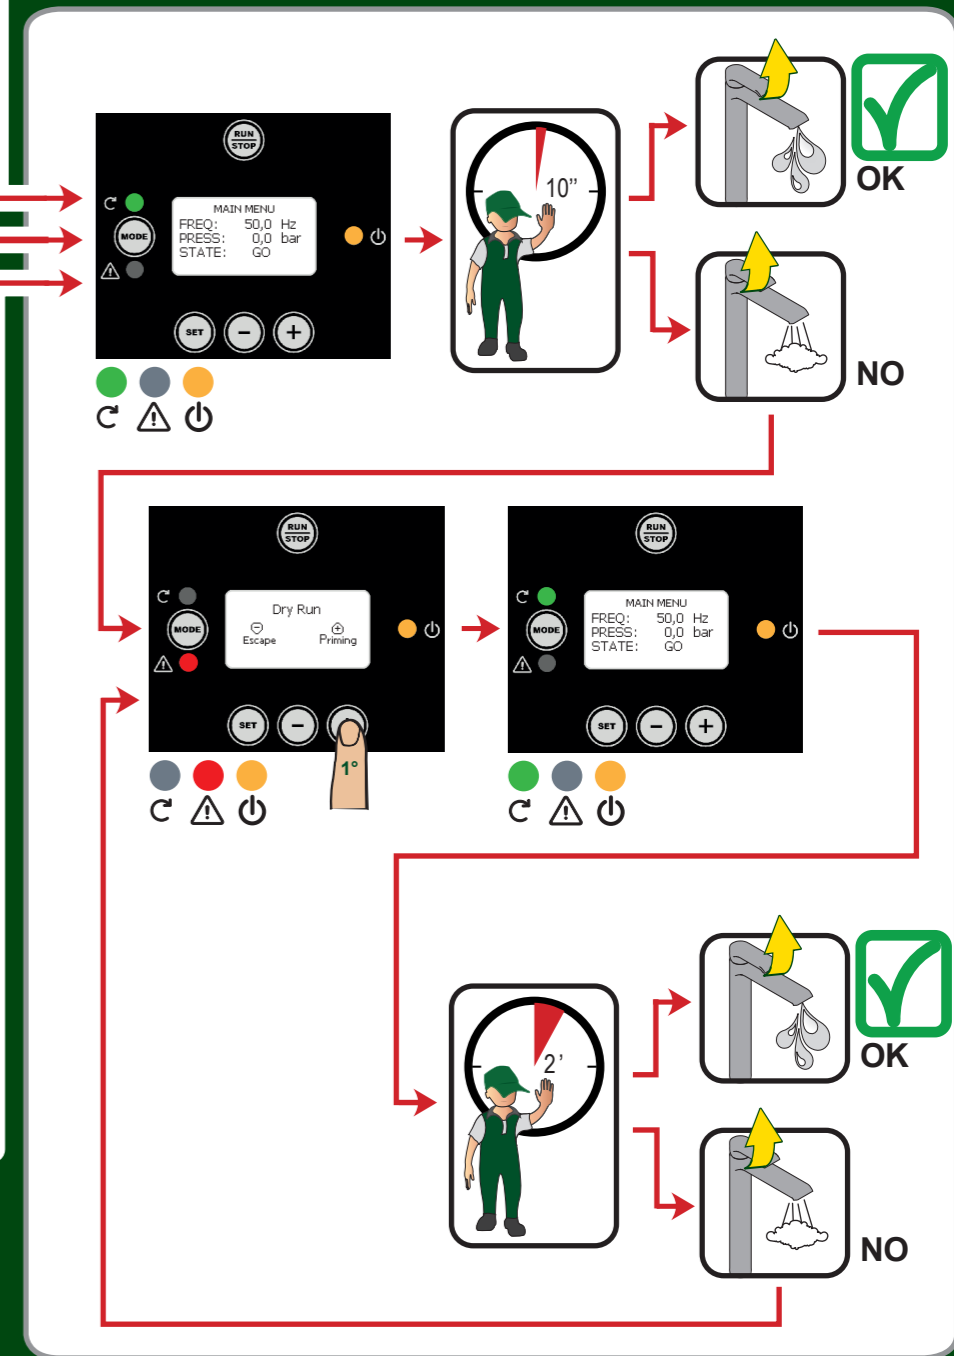 RUN
STOP
MODE
MAIN MENU
FREQ: 50,0 Hz
PRESS: 0,0 bar
STATE: GO
SET - +
10”
OK
NO
RUN
STOP
MODE
Dry Run
- +
Escape Priming
SET -
1°
RUN
STOP
MODE
MAIN MENU
FREQ: 50,0 Hz
PRESS: 0,0 bar
STATE: GO
SET - +
2’
OK
NO